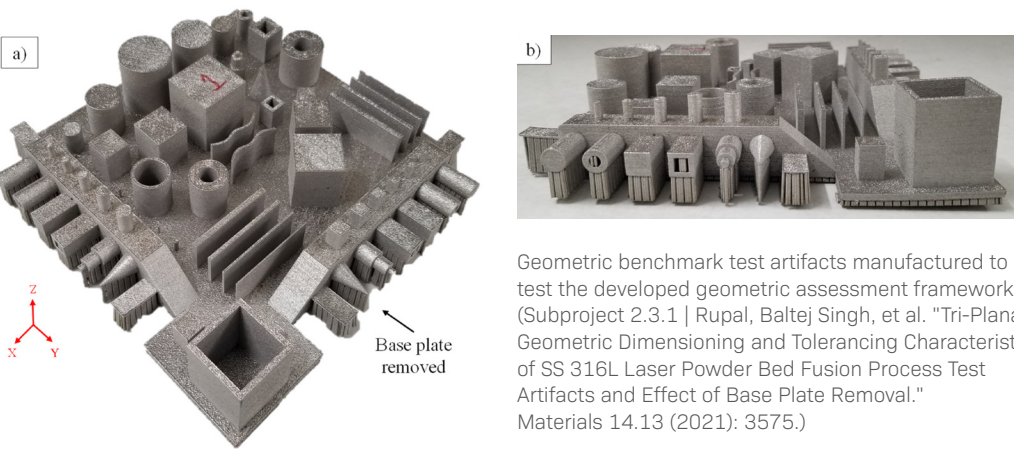 a)
1
Z
X
Y
Base plate
removed
b)
Geometric benchmark test artifacts manufactured to
test the developed geometric assessment framework
(Subproject 2.3.1 | Rupal, Baltej Singh, et al. "Tri-Plana
Geometric Dimensioning and Tolerancing Characterist
of SS 316L Laser Powder Bed Fusion Process Test
Artifacts and Effect of Base Plate Removal."
Materials 14.13 (2021): 3575.)